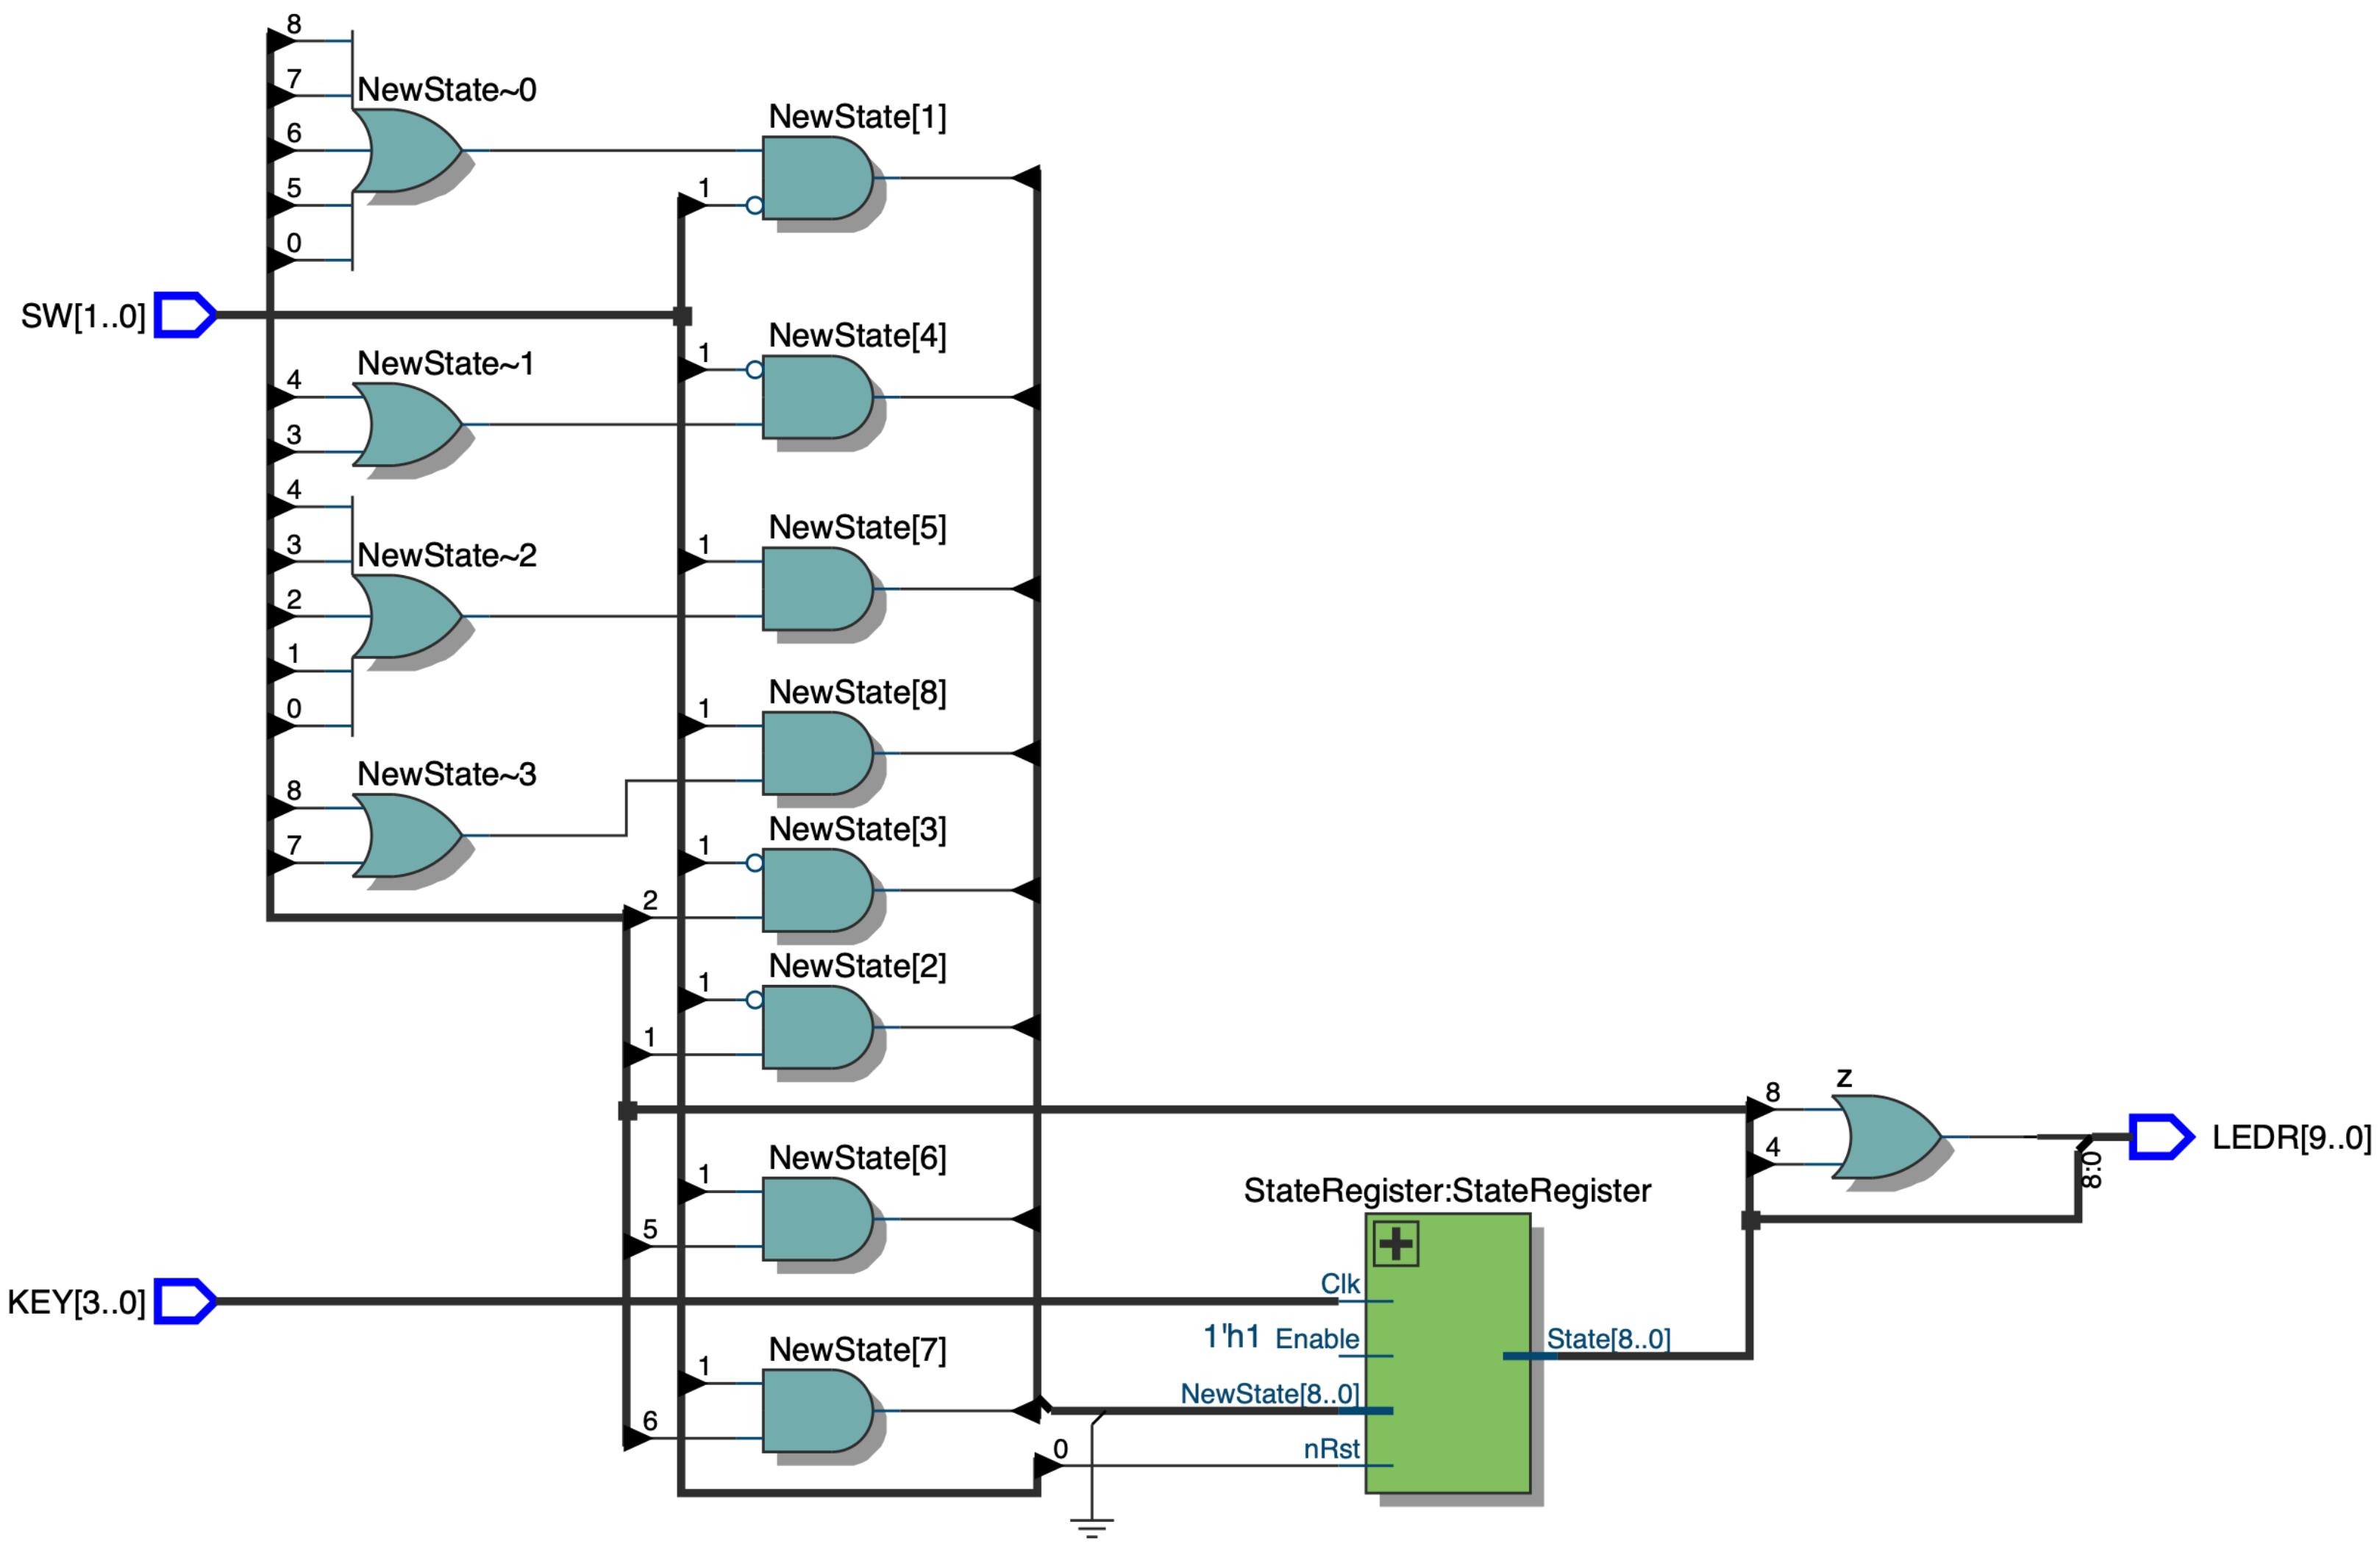 8
7
NewState~0
6
5
0
NewState[1]
1
SW[1..0]
NewState~1
4
3
NewState[4]
1
4
3
NewState~2
2
1
0
NewState[5]
1
NewState[8]
1
NewState~3
8
7
NewState[3]
1
2
NewState[2]
1
1
z
8
4
LEDR[9..0]
8:0
NewState[6]
1
5
StateRegister:StateRegister
KEY[3..0]
Clk
1'h1 Enable
State[8..0]
NewState[7]
1
6
NewState[8..0]
0
nRst